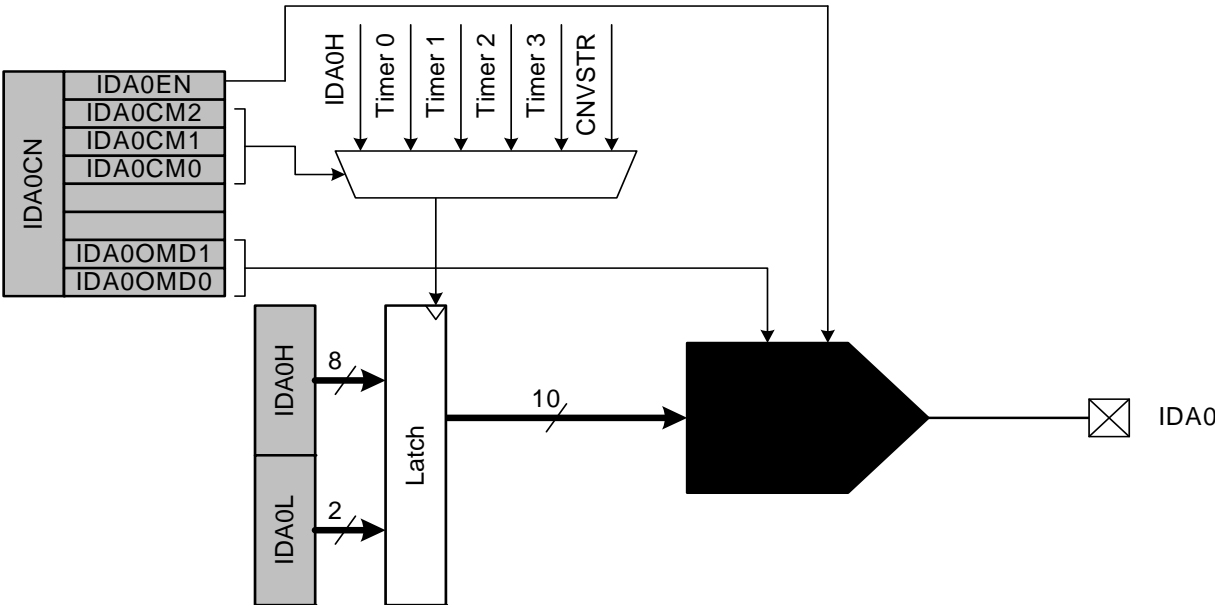 IDA0CN
IDA0EN
IDA0CM2
IDA0CM1
IDA0CM0
IDA0OMD1
IDA0OMD0
IDA0H
Timer 0
Timer 1
Timer 2
Timer 3
CNVSTR
IDA0H
IDA0L
8
2
Latch
10
IDA0